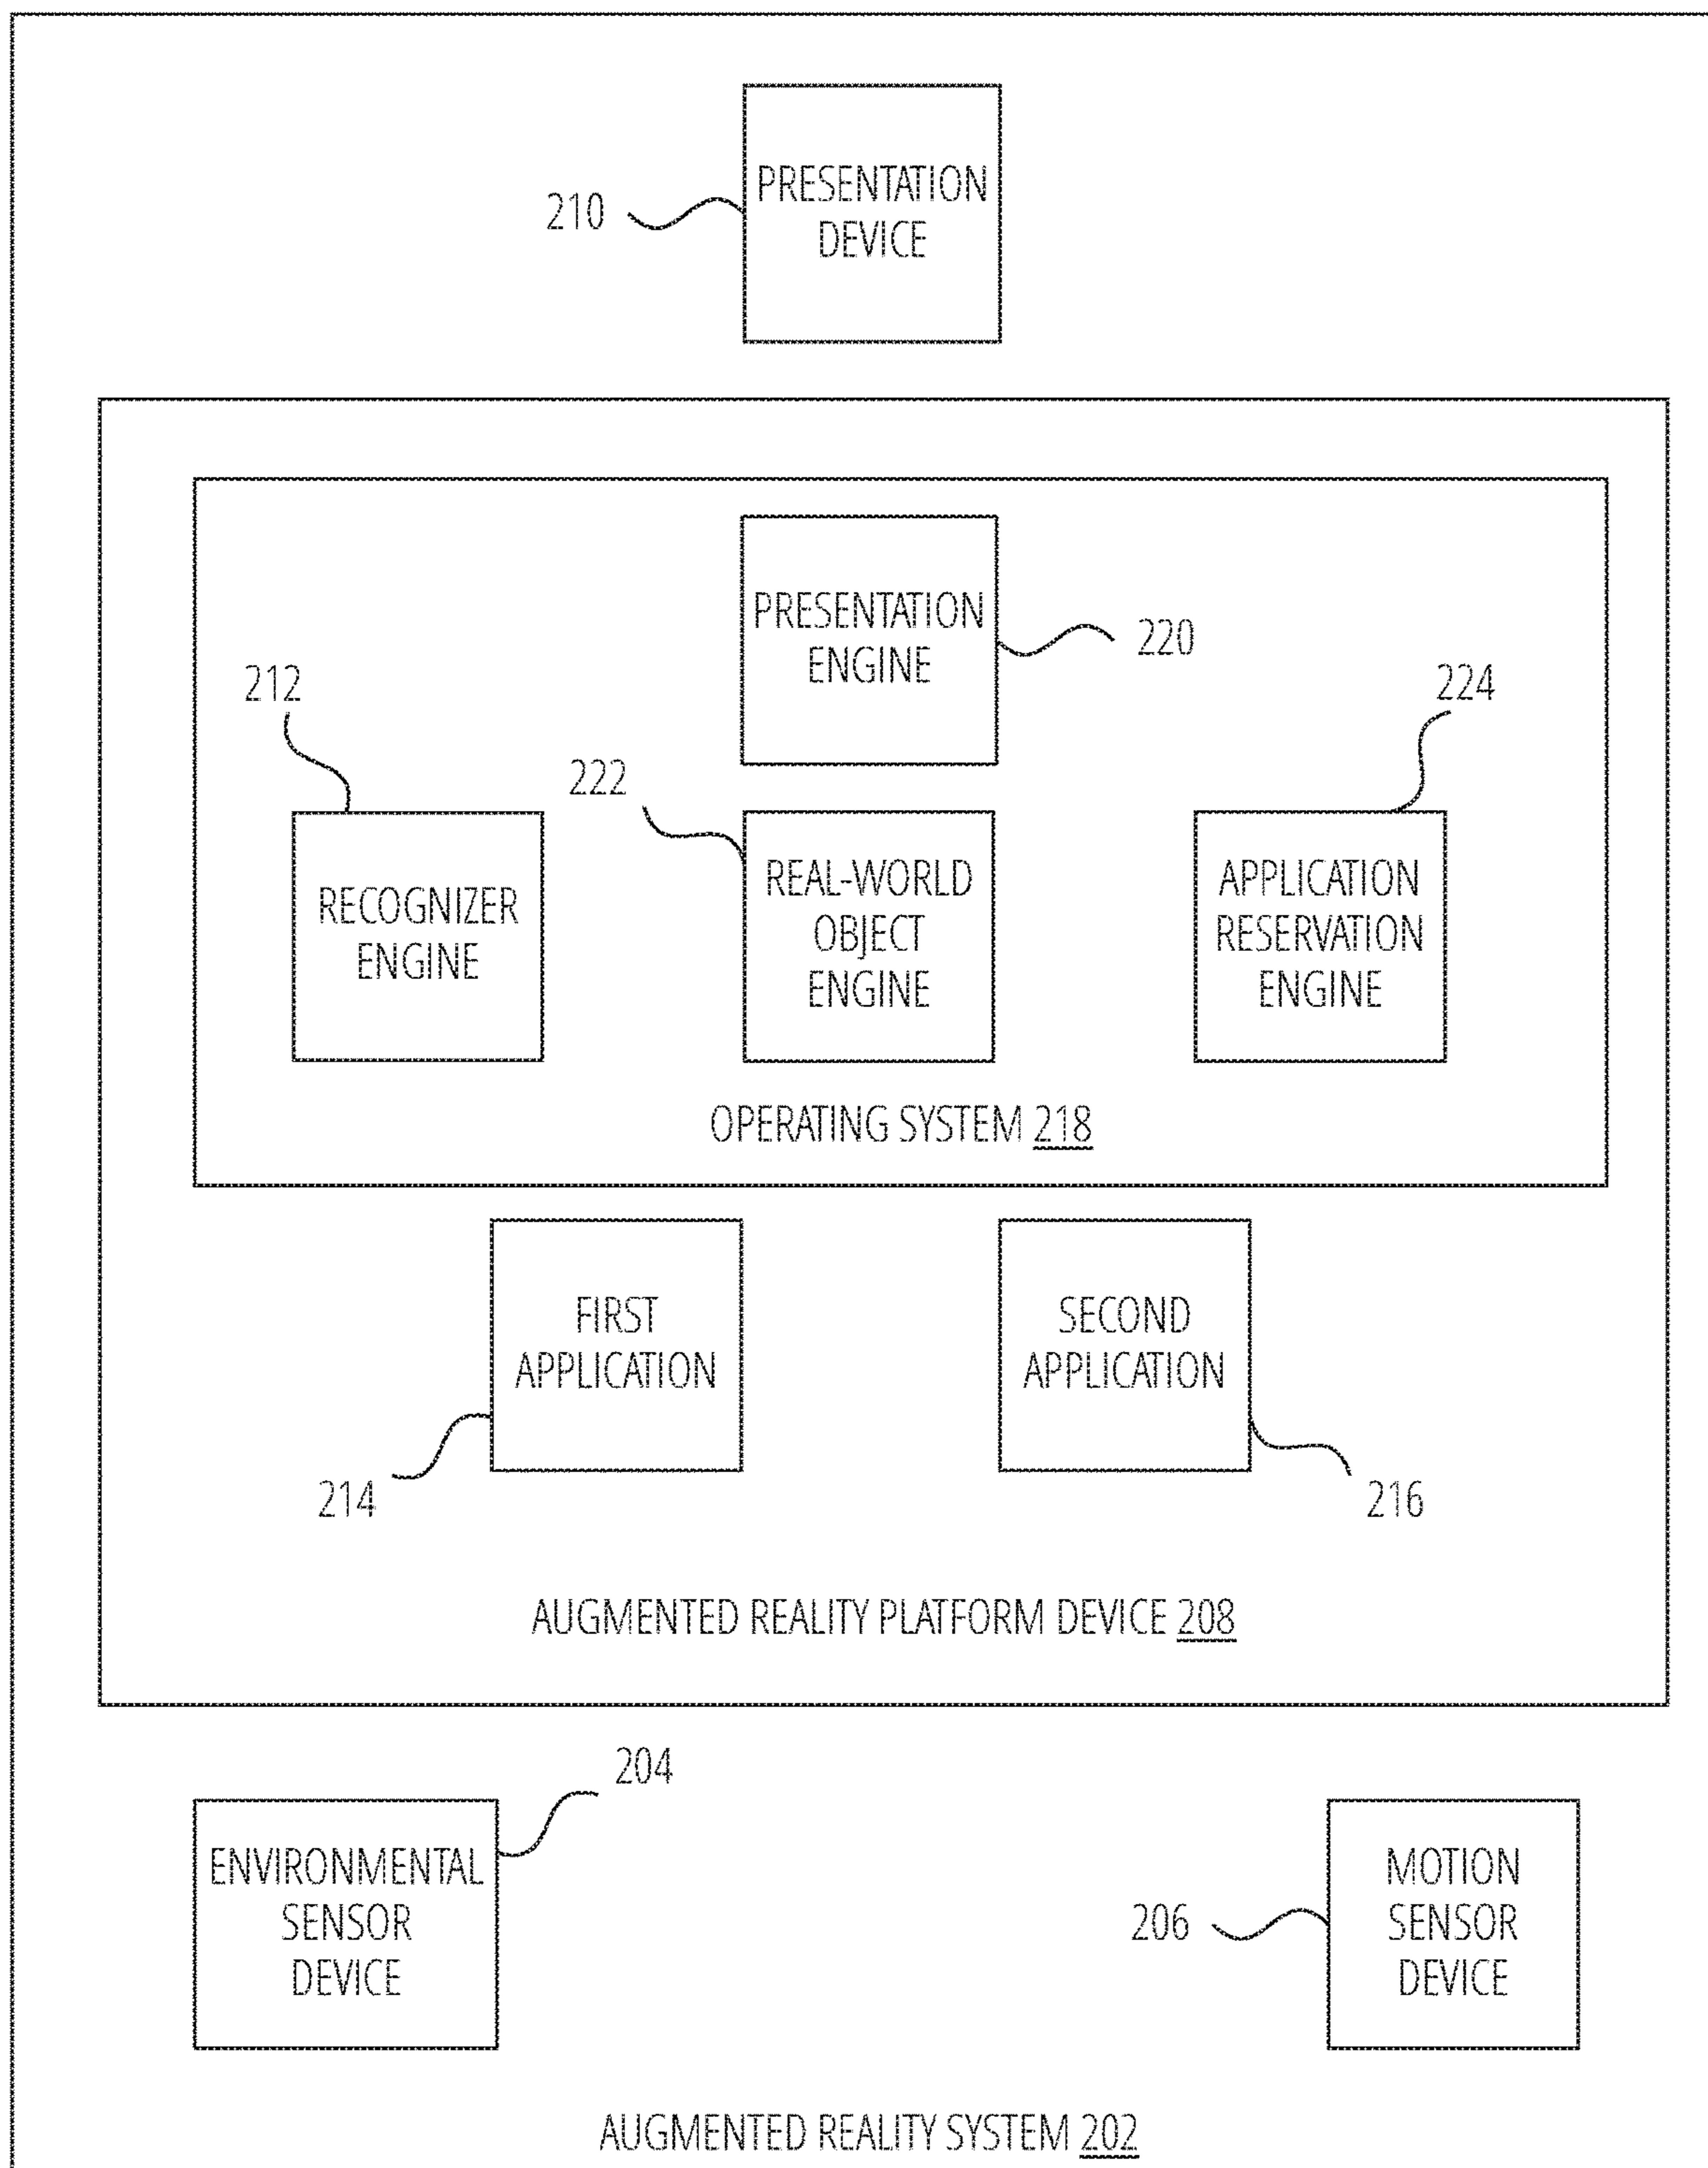 PRESENTATION
DEVICE
210
PRESENTATION
ENGINE
220
212
224
222
RECOGNIZER
ENGINE
REAL-WORLD
OBJECT
ENGINE
APPLICATION
RESERVATION
ENGINE
OPERATING SYSTEM 218
FIRST
APPLICATION
SECOND
APPLICATION
214
216
AUGMENTED REALITY PLATFORM DEVICE 208
204
ENVIRONMENTAL
SENSOR
DEVICE
206
MOTION
SENSOR
DEVICE
AUGMENTED REALITY SYSTEM 202